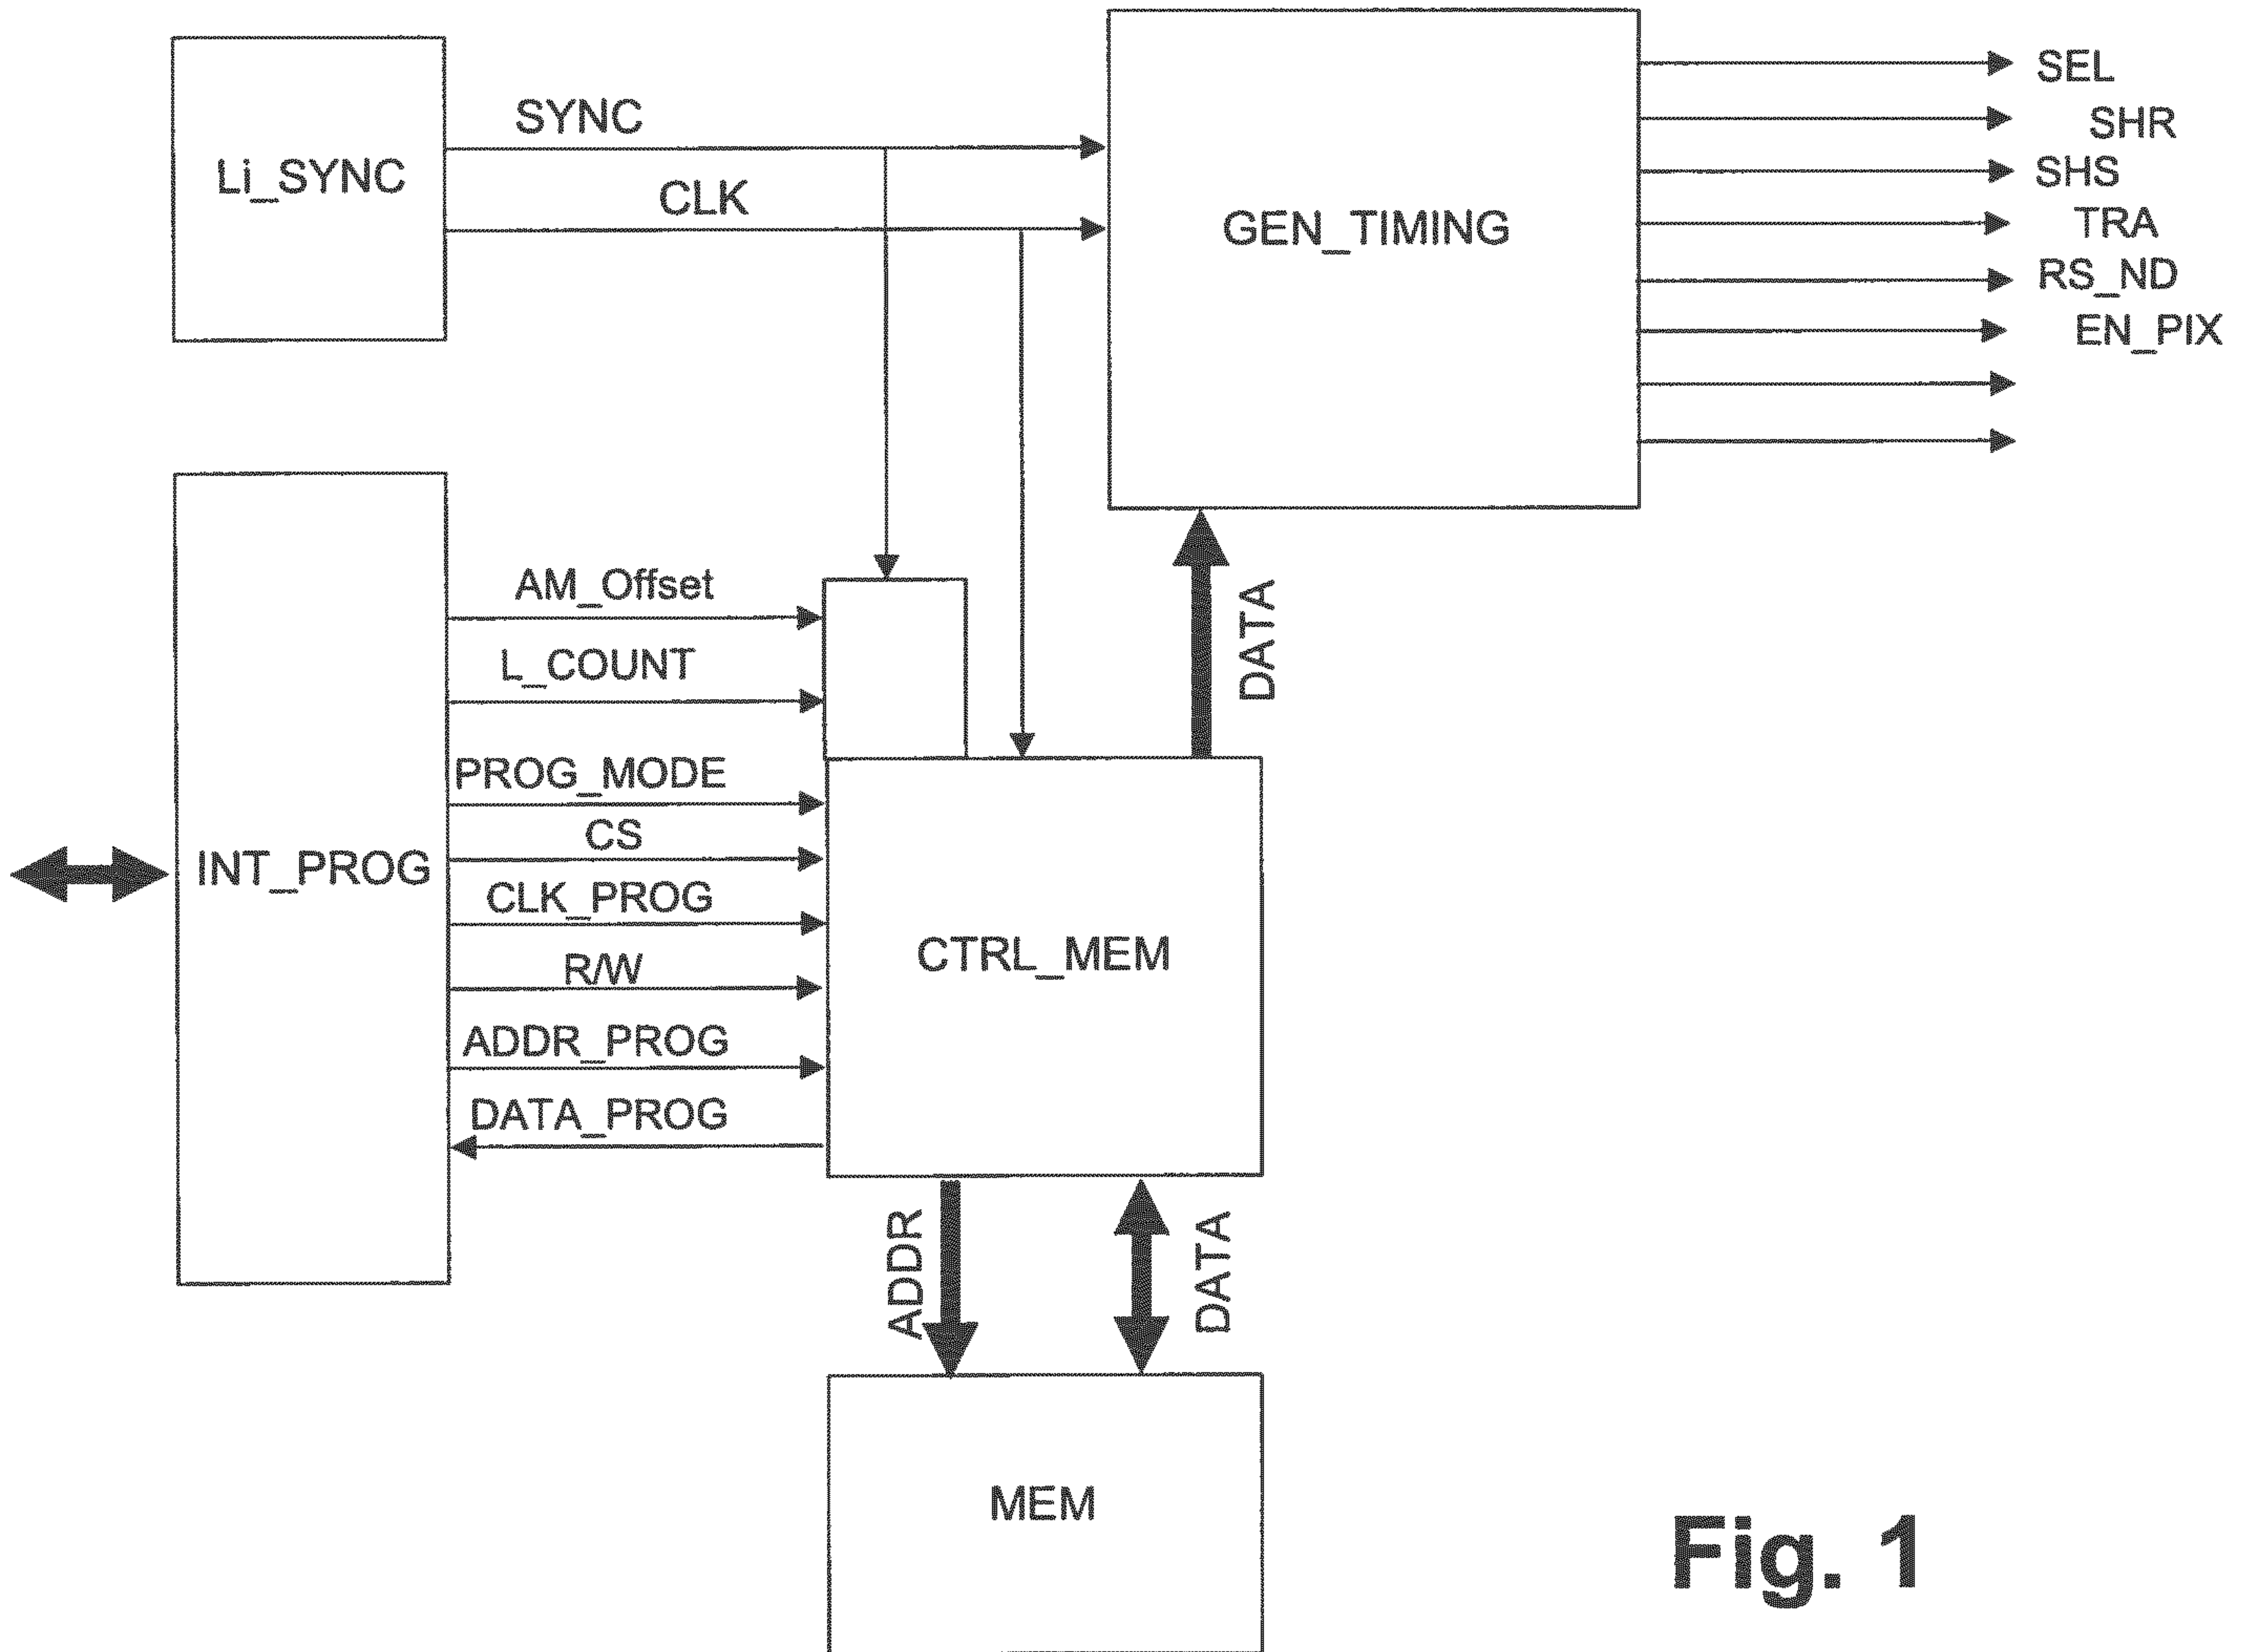 SEL
SYNC
SHR
Li_SYNC
SHS
CLK
TRA
GEN_TIMING
RS_ND
EN_PIX
AM_Offset
DATA
L_COUNT
PROG_MODE
CS
INT_PROG
CLK_PROG
CTRL_MEM
R/W
ADDR_PROG
DATA_PROG
ADDR
DATA
MEM
Fig. 1